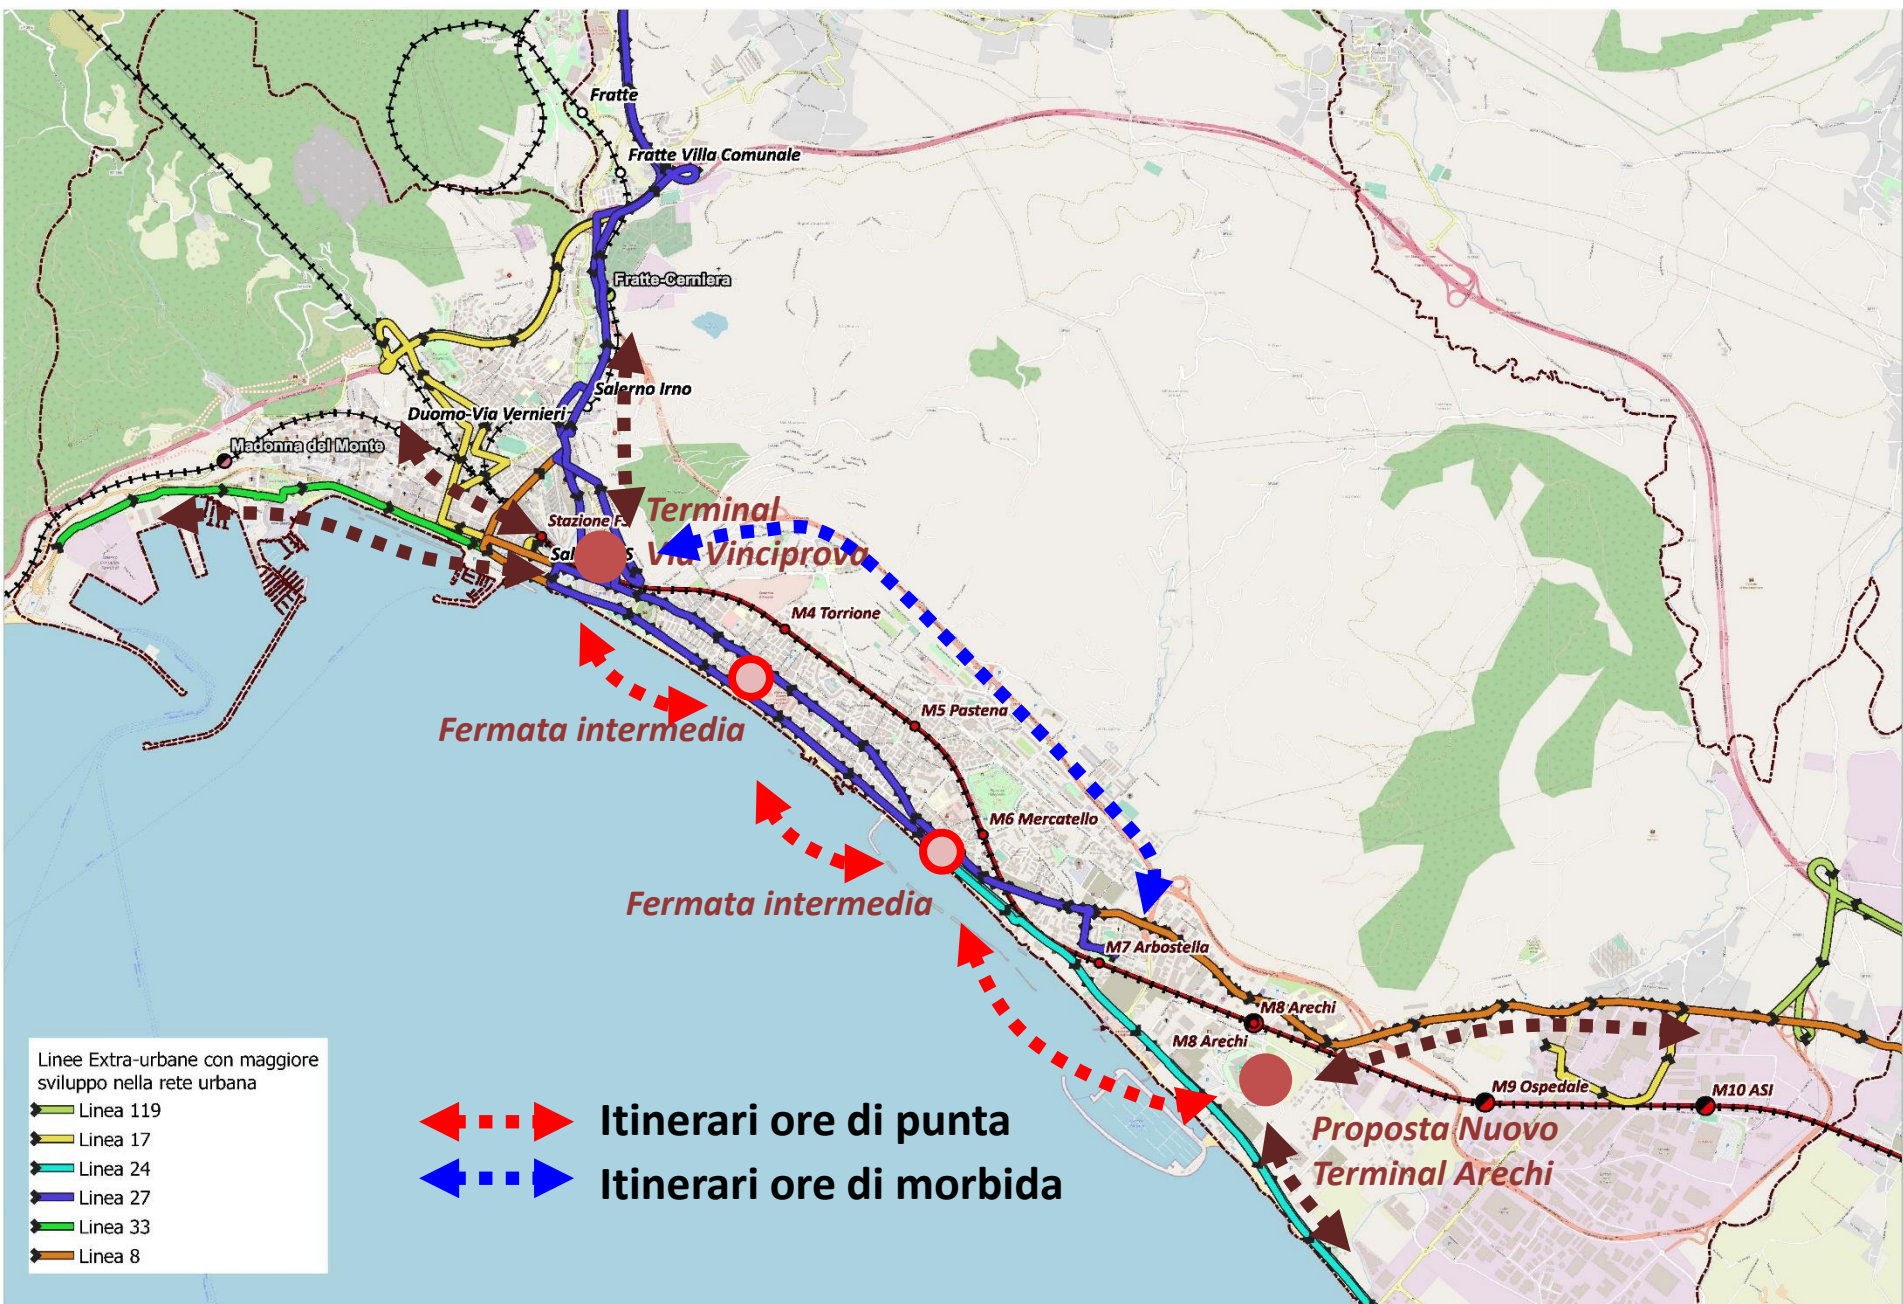 Fratte
Fratte Villa Comunale
Fratte-Cerniera
Salerno Irno
Duomo-Via Vernieri
Madonna del Monte
Stazione FS
Terminal
Via Vinciprova
M4 Torrione
Fermata intermedia
M5 Pastena
M6 Mercatello
Fermata intermedia
M7 Arbostella
M8 Arechi
M8 Arechi
M9 Ospedale
M10 ASI
Proposta Nuovo
Terminal Arechi
Linee Extra-urbane con maggiore
sviluppo nella rete urbana
Linea 119
Linea 17
Linea 24
Linea 27
Linea 33
Linea 8
Itinerari ore di punta
Itinerari ore di morbida